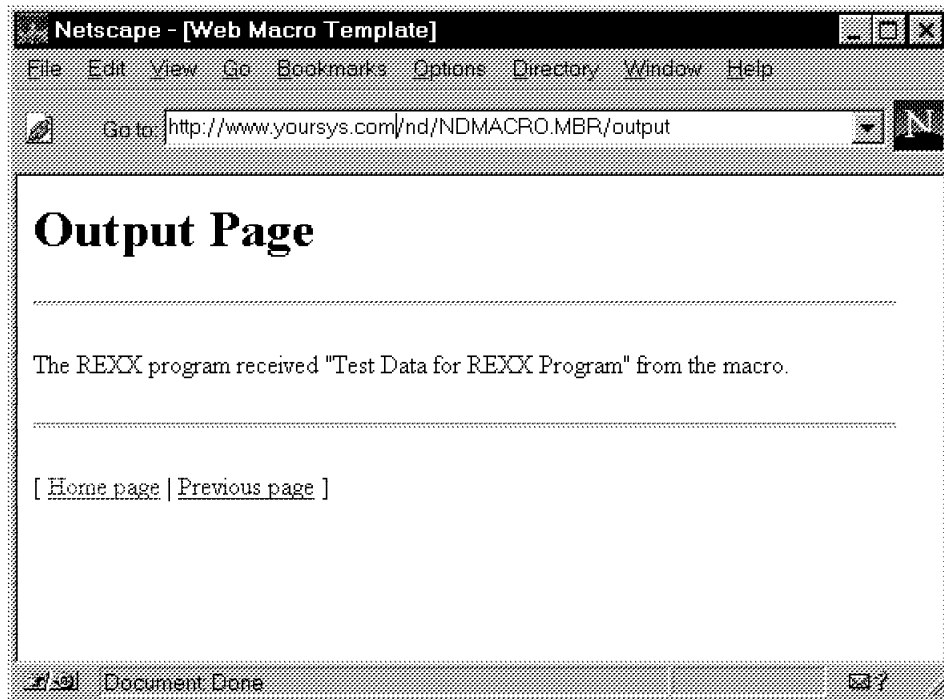 Netscape - [Web Macro Template]
File Edit View Go Bookmarks Options Directory Window Help
Go to: http://www.yoursys.com/nd/NDMACRO.MBR/output
N
Output Page
The REXX program received "Test Data for REXX Program" from the macro.
[ Home page | Previous page ]
Document: Done
?